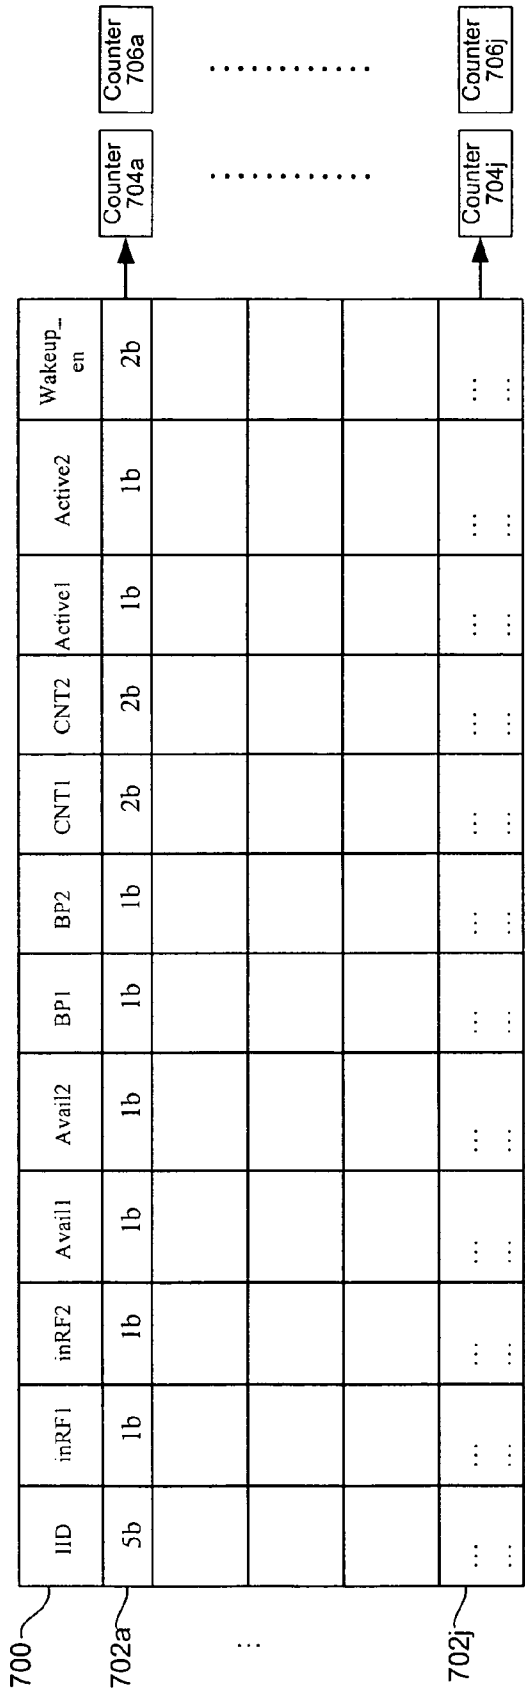 700
IID
inRF1
inRF2
Avail1
Avail2
BP1
BP2
CNT1
CNT2
Active1
Active2
Wakeup_
en
702a
5b
1b
1b
1b
1b
1b
1b
2b
2b
1b
1b
2b
Counter
704a
Counter
706a
...
...........
...........
702j
... ... ... ... ... ... ... ... ... ... ... ...
... ... ... ... ... ... ... ... ... ... ... ...
Counter
704j
Counter
706j